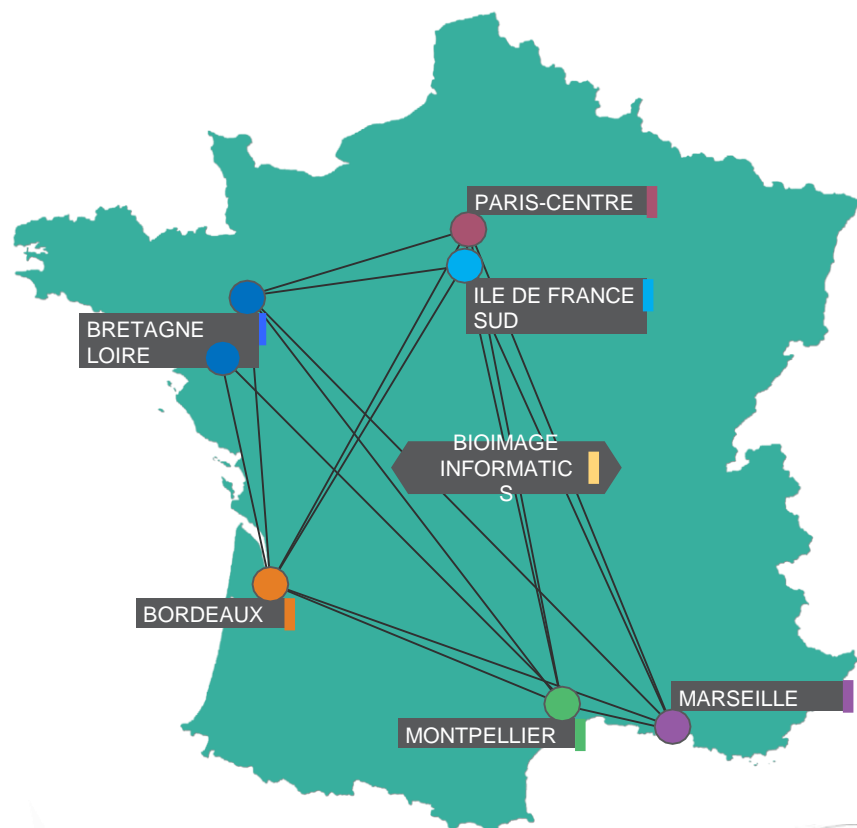 PARIS-CENTRE
ILE DE FRANCE
SUD
BRETAGNE
LOIRE
BIOIMAGE
INFORMATIC
S
BORDEAUX
MARSEILLE
MONTPELLIER